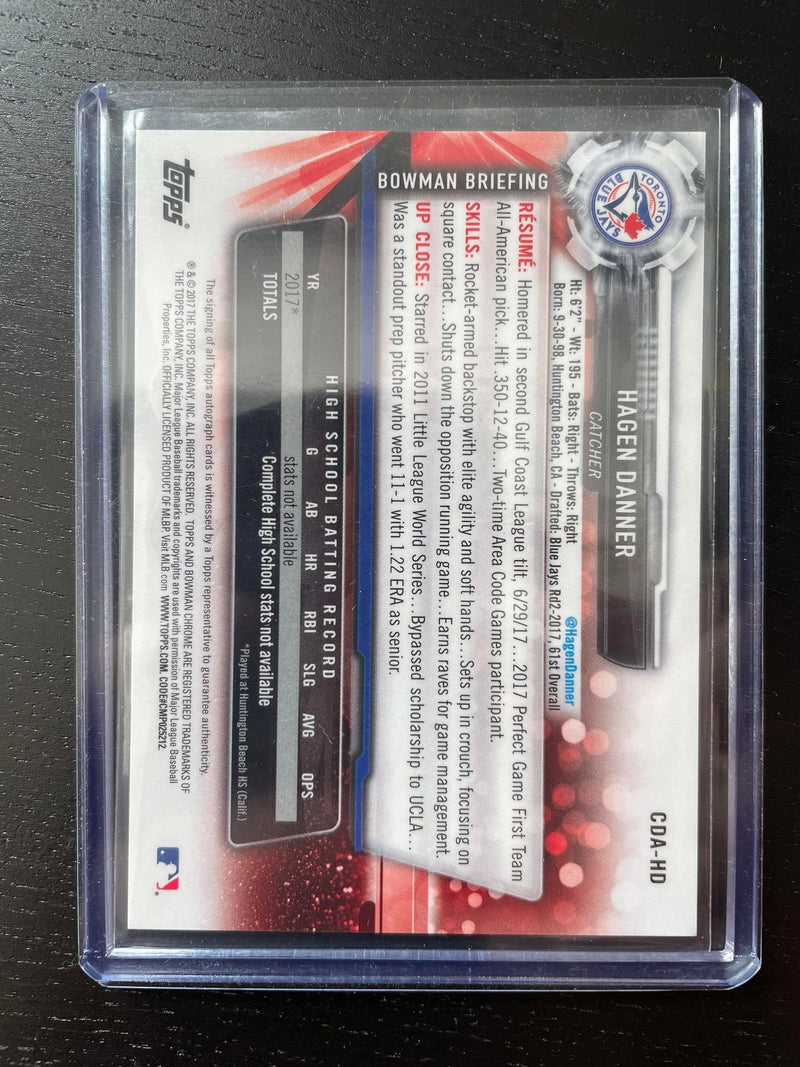 CDA-HD
TORONTO
BLUE JAYS
HAGEN DANNER
CATCHER
Ht: 6'2" - Wt: 195 - Bats: Right - Throws: Right @HagenDanner
Born: 9-30-98, Huntington Beach, CA - Drafted, Blue Jays Rd2-2017, 61st Overall
BOWMAN BRIEFING
RÉSUMÉ: Homered in second Gulf Coast League tilt, 6/29/17...2017 Perfect Game First Team
All-American pick...Hit .350-12-40...Two-time Area Code Games participant.
SKILLS: Rocket-armed backstop with elite agility and soft hands...Sets up in crouch, focusing on
square contact...Shuts down the opposition running game...Earns raves for game management.
UP CLOSE: Starred in 2011 Little League World Series...Bypassed scholarship to UCLA...
Was a standout prep pitcher who went 11-1 with 1.22 ERA as senior.
HIGH SCHOOL BATTING RECORD
YR G AB HR RBI SLG AVG OPS
2017* stats not available
TOTALS Complete High School stats not available
*Played at Huntington Beach HS (Calif.)
The signing of all Topps autograph cards is witnessed by a Topps representative to guarantee authenticity.
® & © 2017 THE TOPPS COMPANY, INC. ALL RIGHTS RESERVED. TOPPS AND BOWMAN CHROME ARE REGISTERED TRADEMARKS OF
THE TOPPS COMPANY, INC. Major League Baseball trademarks and copyrights are used with permission of Major League Baseball
Properties, Inc. OFFICIALLY LICENSED PRODUCT OF MLBP Visit MLB.com WWW.TOPPS.COM. CODE#CMP025212.
topps®